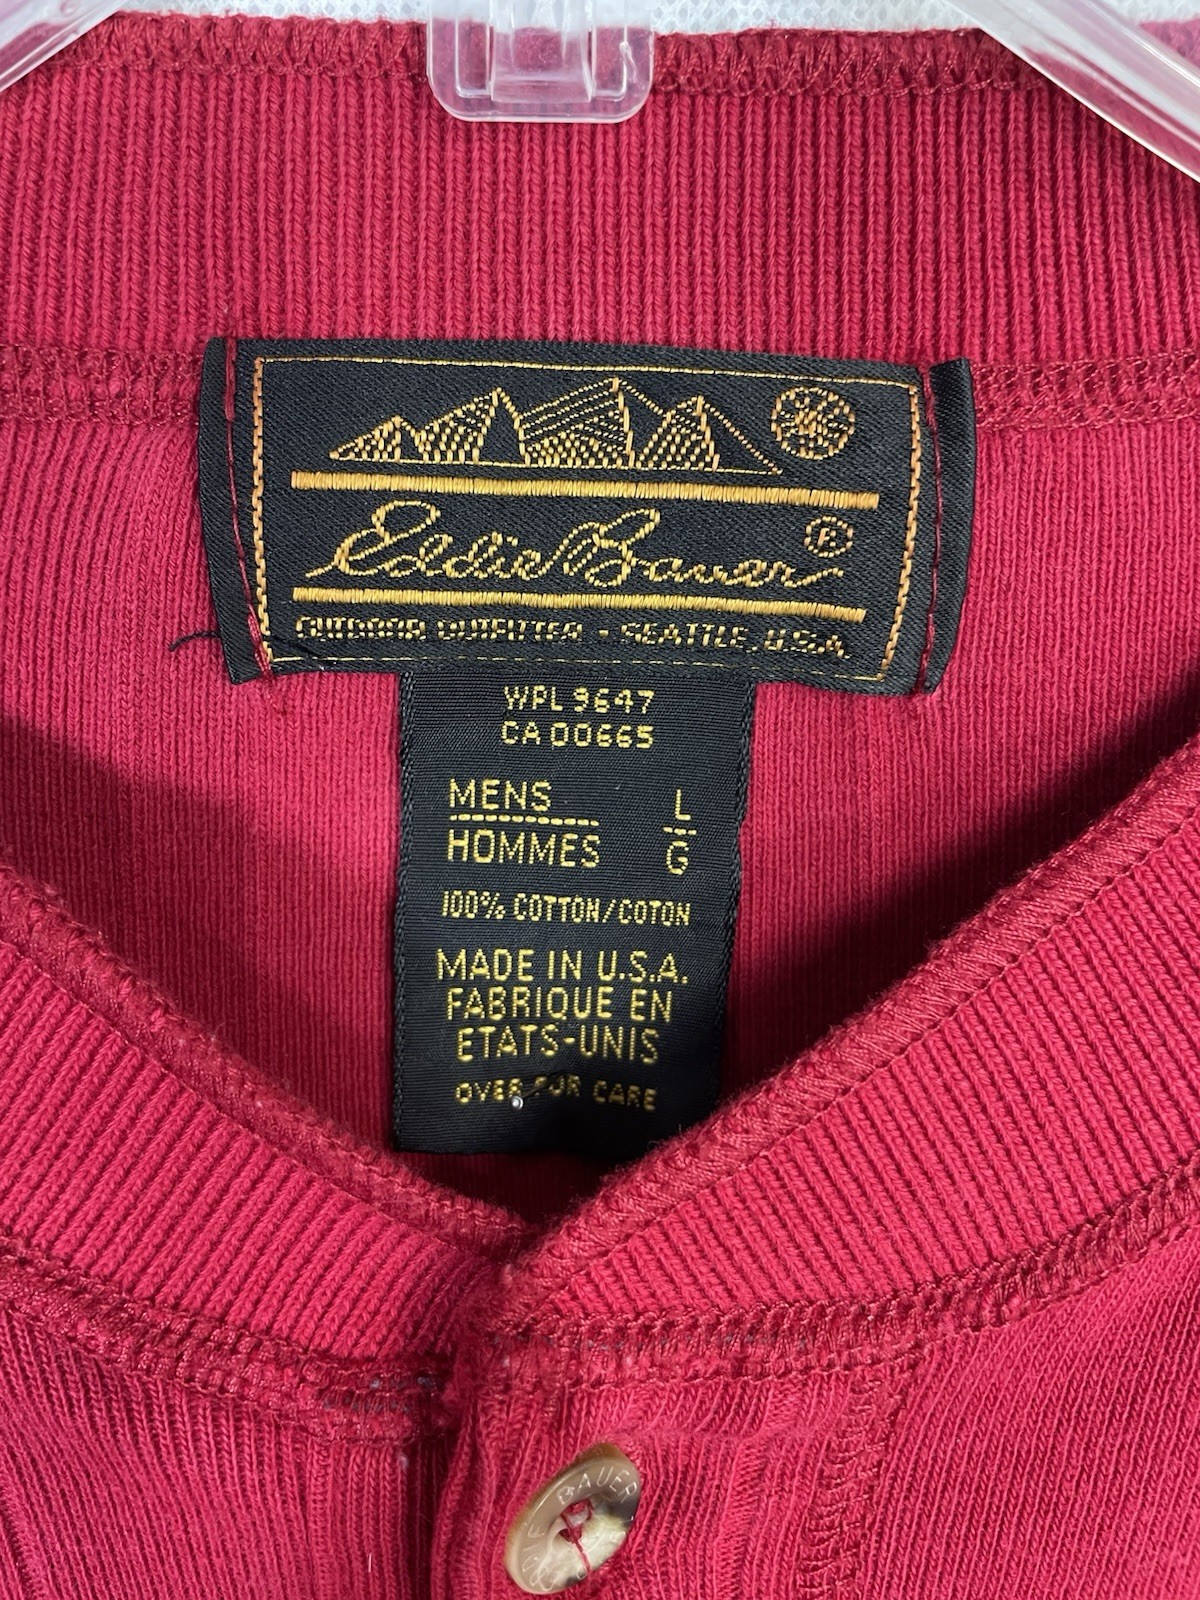 Eddie Bauer ®
OUTDOOR OUTFITTER - SEATTLE, U.S.A
WPL 9647
CA 00665
MENS L
HOMMES G
100% COTTON/COTON
MADE IN U.S.A.
FABRIQUE EN
ETATS-UNIS
OVER FOR CARE
BAUER